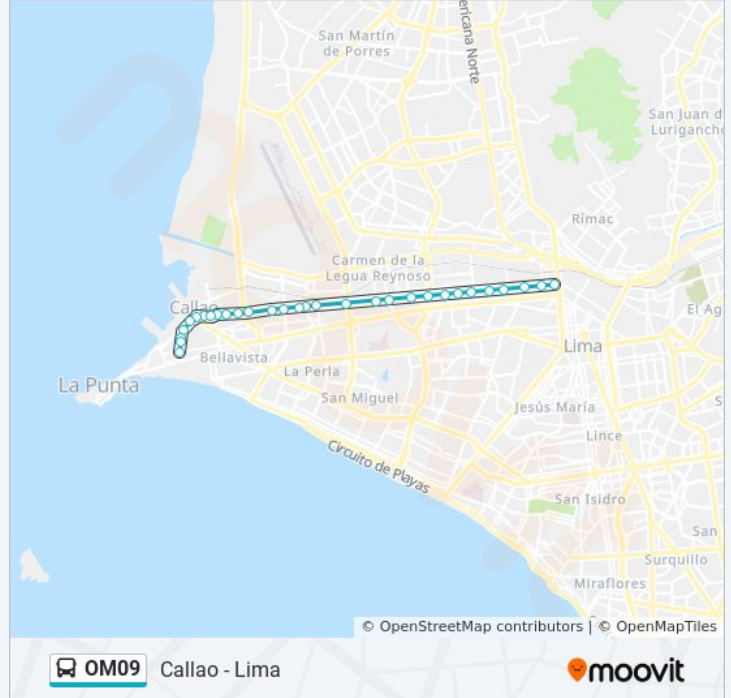 ericana Norte
San Martín
de Porres
San Juan d
Lurigancho
Rímac
Carmen de la
Legua Reynoso
Callao
El Ag
Lima
Bellavista
La Perla
La Punta
San Miguel
Jesús María
Lince
Circuito de Playas
San Isidro
San
Surquillo
Miraflores
© OpenStreetMap contributors | © OpenMapTiles
OM09 Callao - Lima
moovit